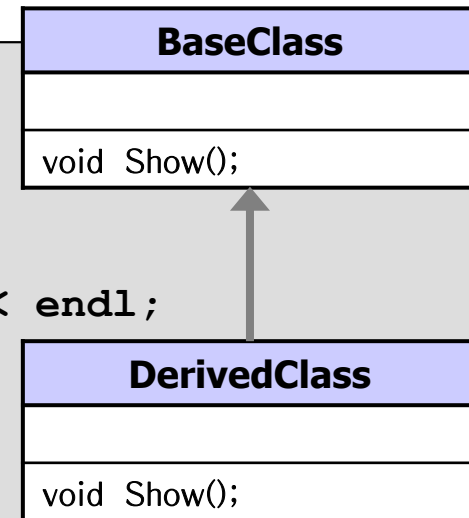 BaseClass
void Show();
< endl;
DerivedClass
void Show();